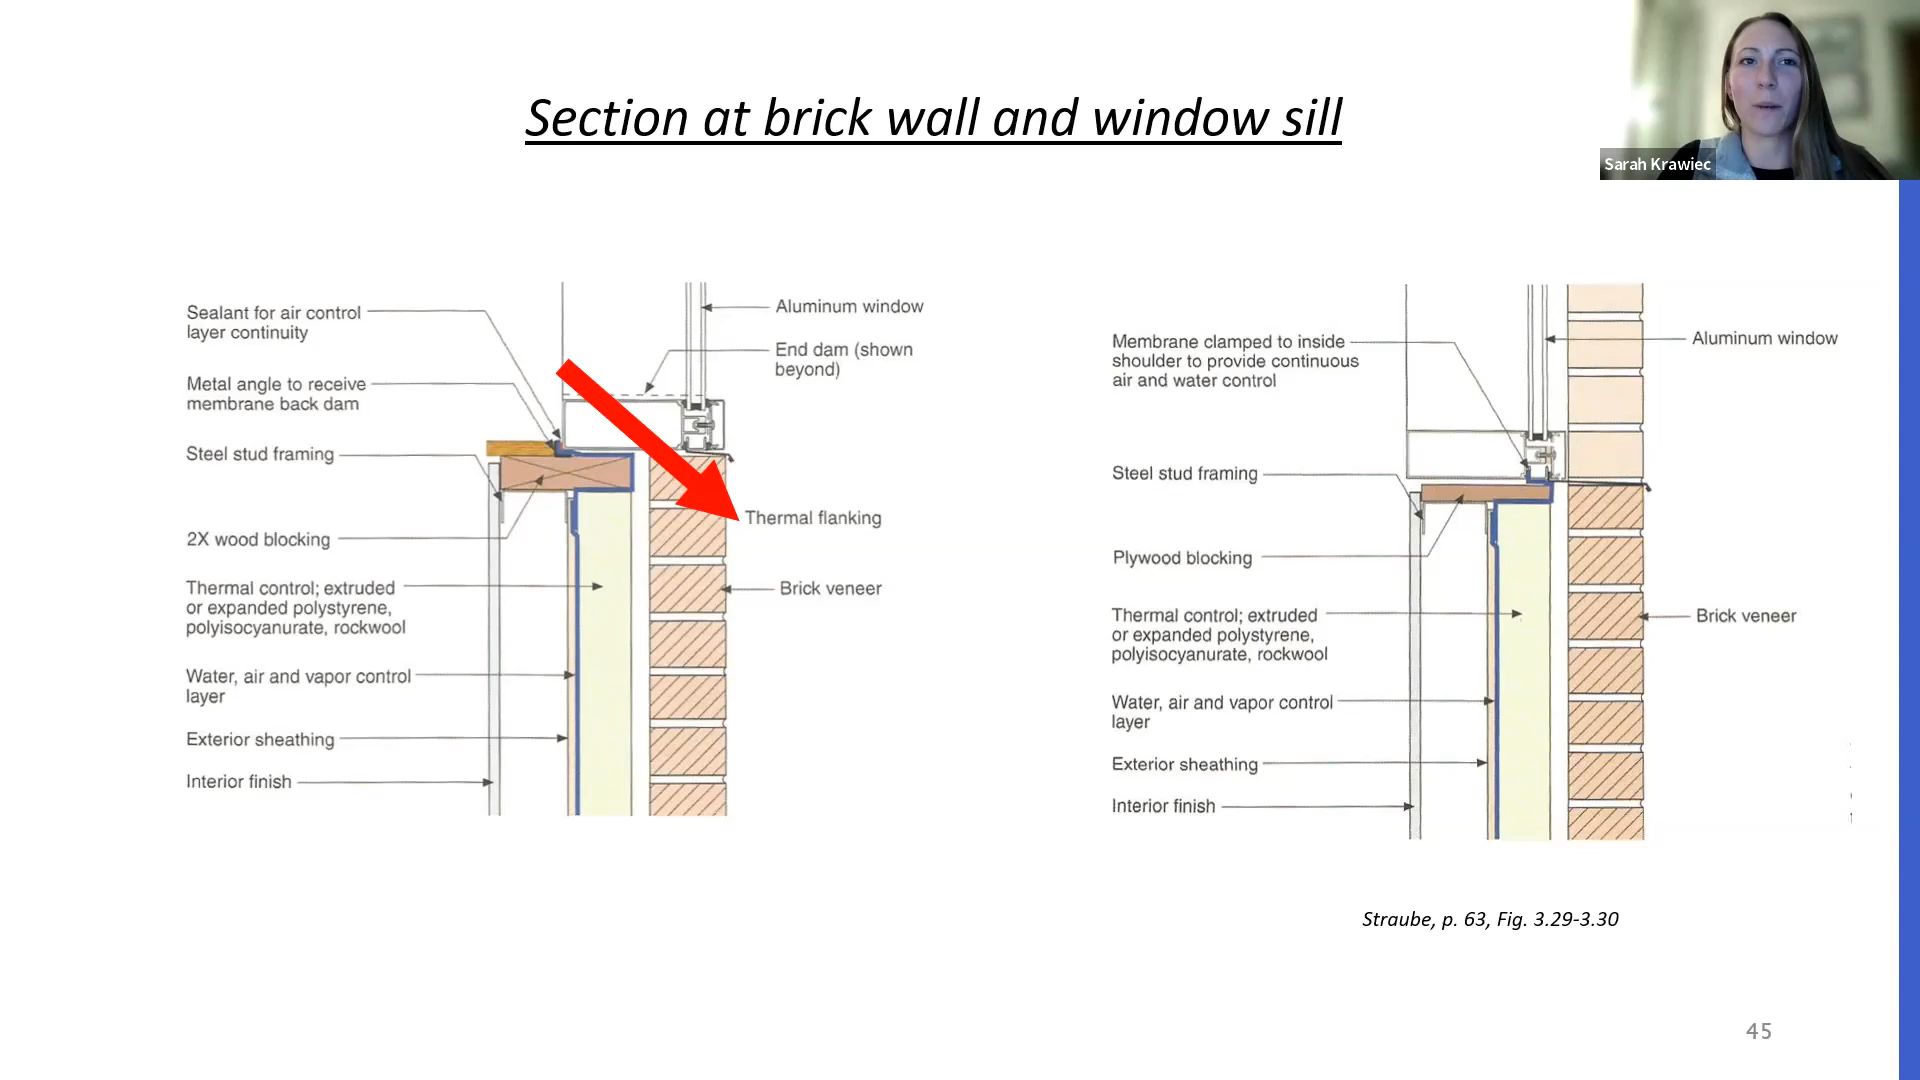 Section at brick wall and window sill
Sarah Krawiec
Sealant for air control
layer continuity
Metal angle to receive
membrane back dam
Steel stud framing
2X wood blocking
Thermal control; extruded
or expanded polystyrene,
polyisocyanurate, rockwool
Water, air and vapor control
layer
Exterior sheathing
Interior finish
Aluminum window
End dam (shown
beyond)
Thermal flanking
Brick veneer
Membrane clamped to inside
shoulder to provide continuous
air and water control
Steel stud framing
Plywood blocking
Thermal control; extruded
or expanded polystyrene,
polyisocyanurate, rockwool
Water, air and vapor control
layer
Exterior sheathing
Interior finish
Aluminum window
Brick veneer
Straube, p. 63, Fig. 3.29-3.30
45